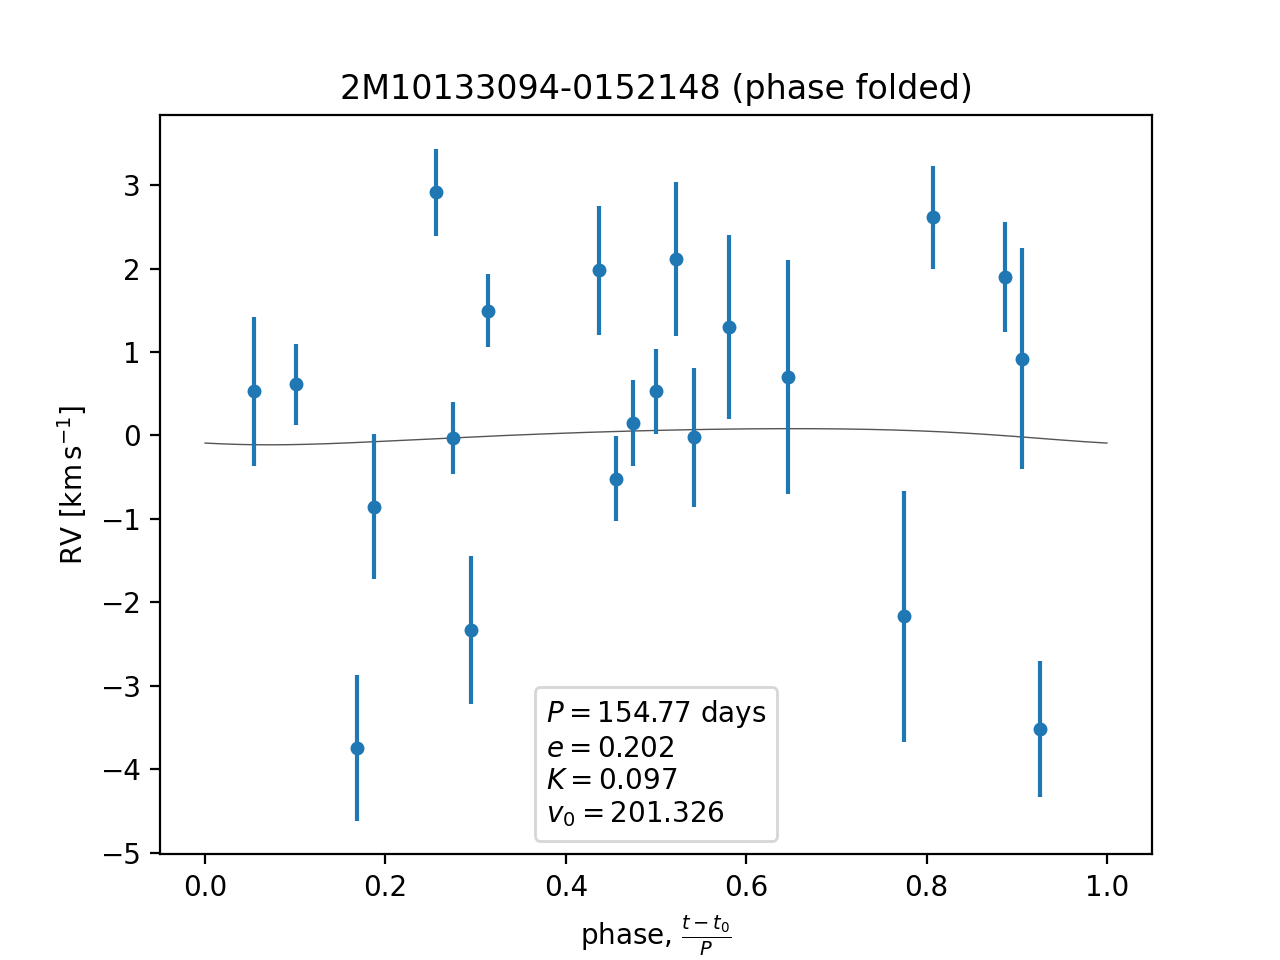 2M10133094-0152148 (phase folded)
RV [km s⁻¹]
3
2
1
0
−1
−2
−3
−4
−5
P = 154.77 days
e = 0.202
K = 0.097
v₀ = 201.326
0.0 0.2 0.4 0.6 0.8 1.0
phase, (t − t₀)/P